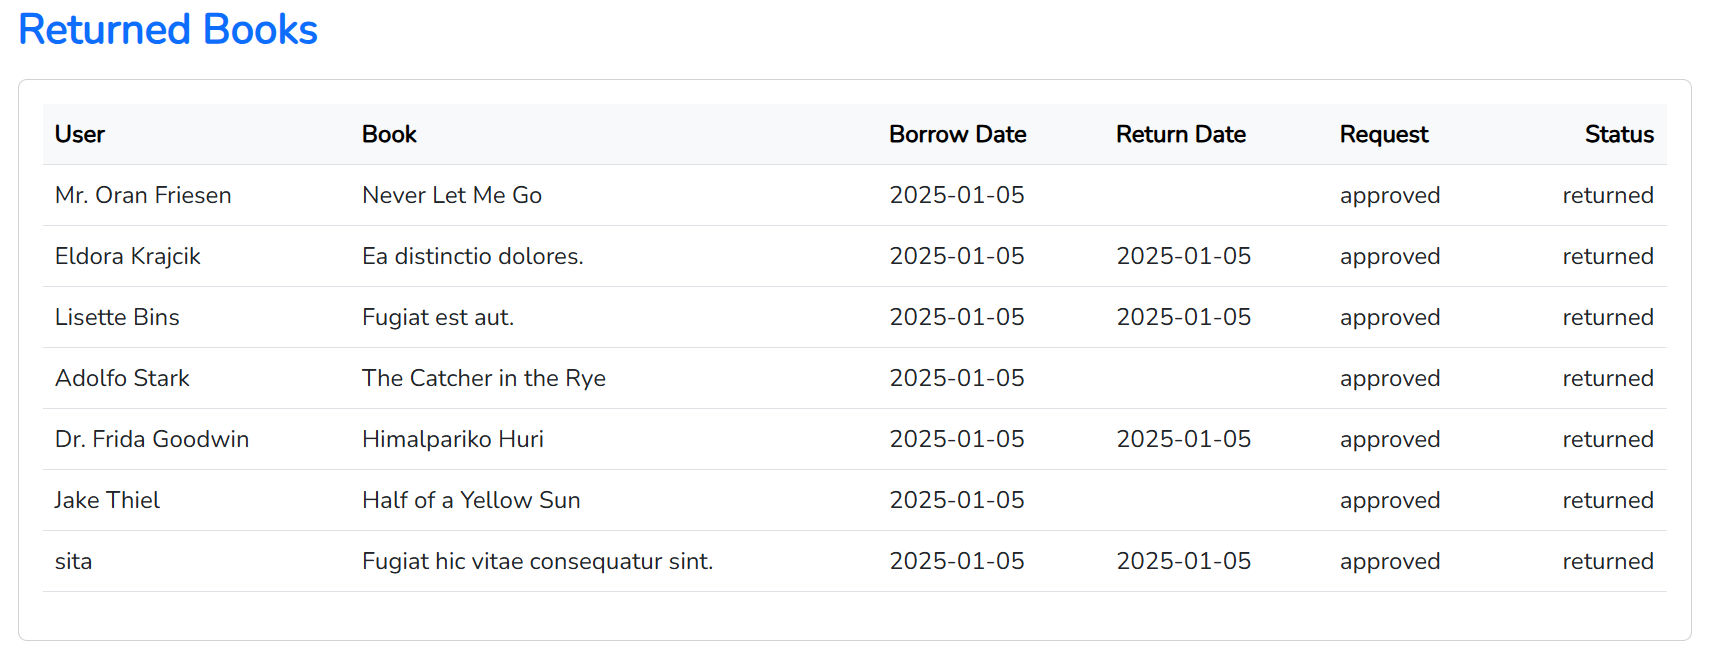 Returned Books
User Book Borrow Date Return Date Request Status
Mr. Oran Friesen Never Let Me Go 2025-01-05 approved returned
Eldora Krajcik Ea distinctio dolores. 2025-01-05 2025-01-05 approved returned
Lisette Bins Fugiat est aut. 2025-01-05 2025-01-05 approved returned
Adolfo Stark The Catcher in the Rye 2025-01-05 approved returned
Dr. Frida Goodwin Himalpariko Huri 2025-01-05 2025-01-05 approved returned
Jake Thiel Half of a Yellow Sun 2025-01-05 approved returned
sita Fugiat hic vitae consequatur sint. 2025-01-05 2025-01-05 approved returned